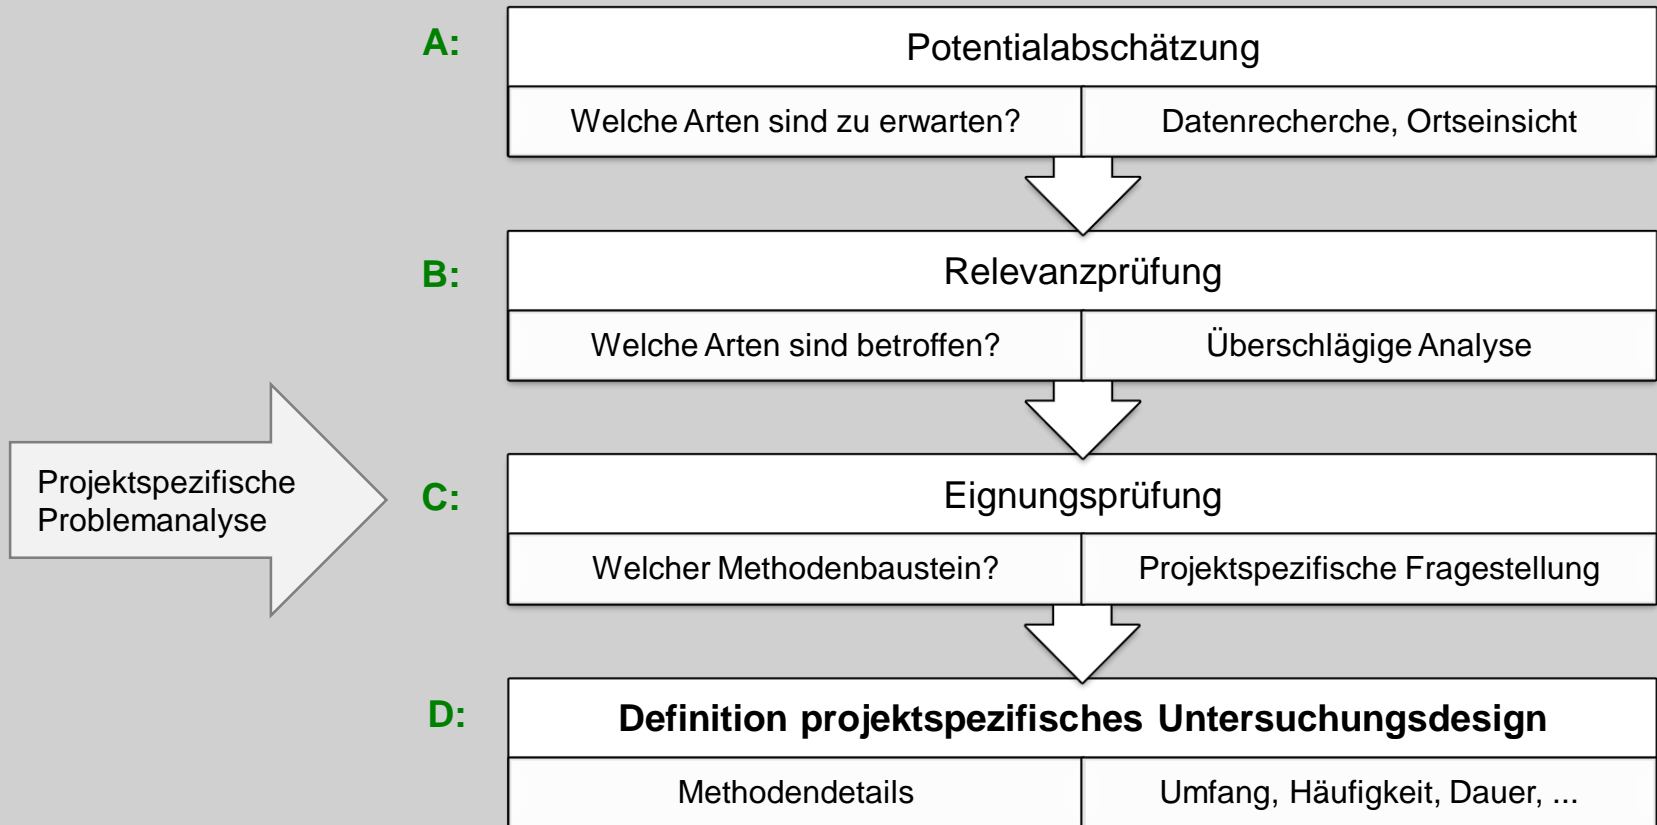 A:
Potentialabschätzung
Welche Arten sind zu erwarten?
Datenrecherche, Ortseinsicht
B:
Relevanzprüfung
Welche Arten sind betroffen?
Überschlägige Analyse
Projektspezifische
Problemanalyse
C:
Eignungsprüfung
Welcher Methodenbaustein?
Projektspezifische Fragestellung
D:
Definition projektspezifisches Untersuchungsdesign
Methodendetails
Umfang, Häufigkeit, Dauer, ...